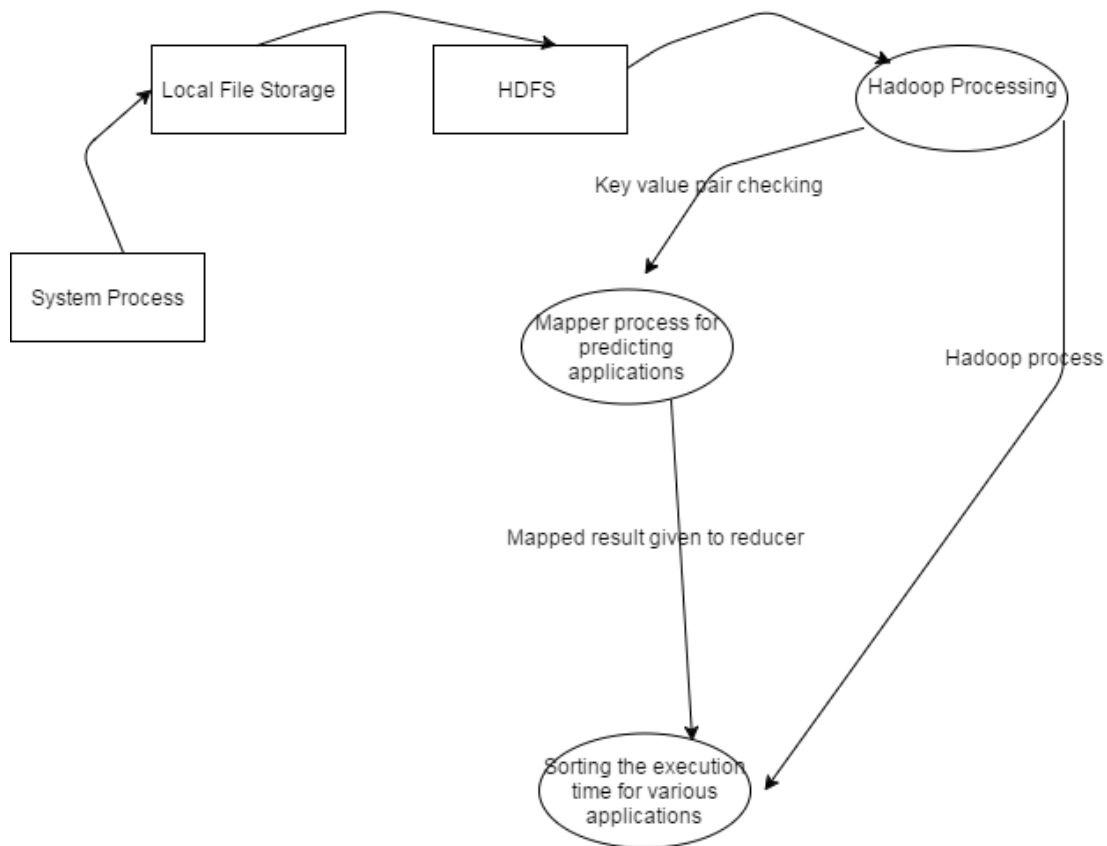 Local File Storage
HDFS
Hadoop Processing
Key value pair checking
System Process
Mapper process for
predicting
applications
Hadoop process
Mapped result given to reducer
Sorting the execution
time for various
applications